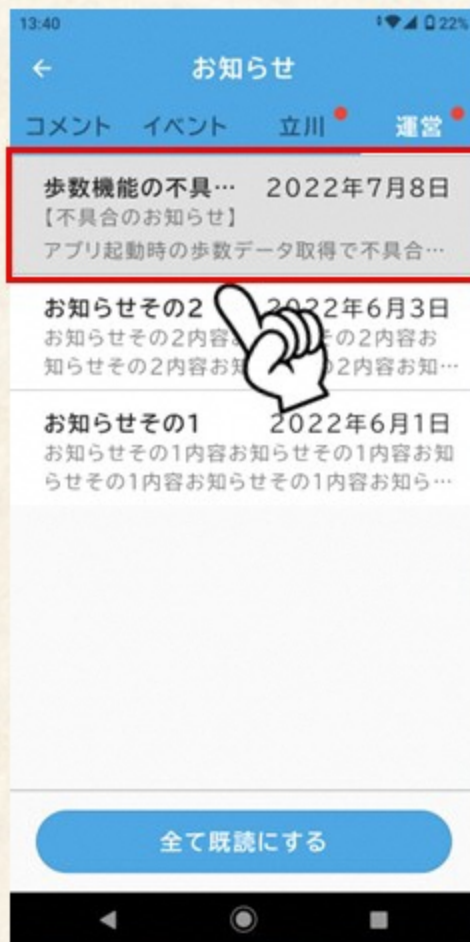 13:40
22%
お知らせ
コメント イベント 立川 運営
歩数機能の不具… 2022年7月8日
【不具合のお知らせ】
アプリ起動時の歩数データ取得で不具合…
お知らせその2 2022年6月3日
お知らせその2内容 その2内容お
知らせその2内容お知 2内容お知…
お知らせその1 2022年6月1日
お知らせその1内容お知らせその1内容お知
らせその1内容お知らせその1内容お知ら…
全て既読にする